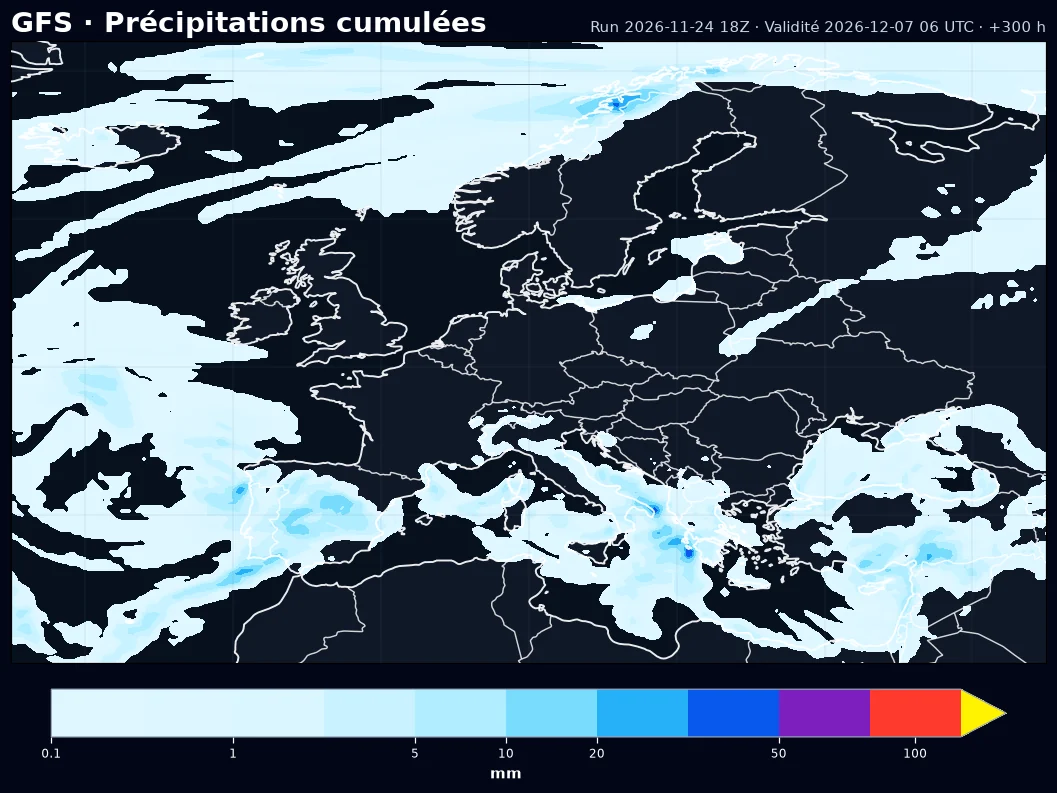 GFS · Précipitations cumulées
Run 2026-11-24 18Z · Validité 2026-12-07 06 UTC · +300 h
0.1 1 5 10 20 50 100
mm